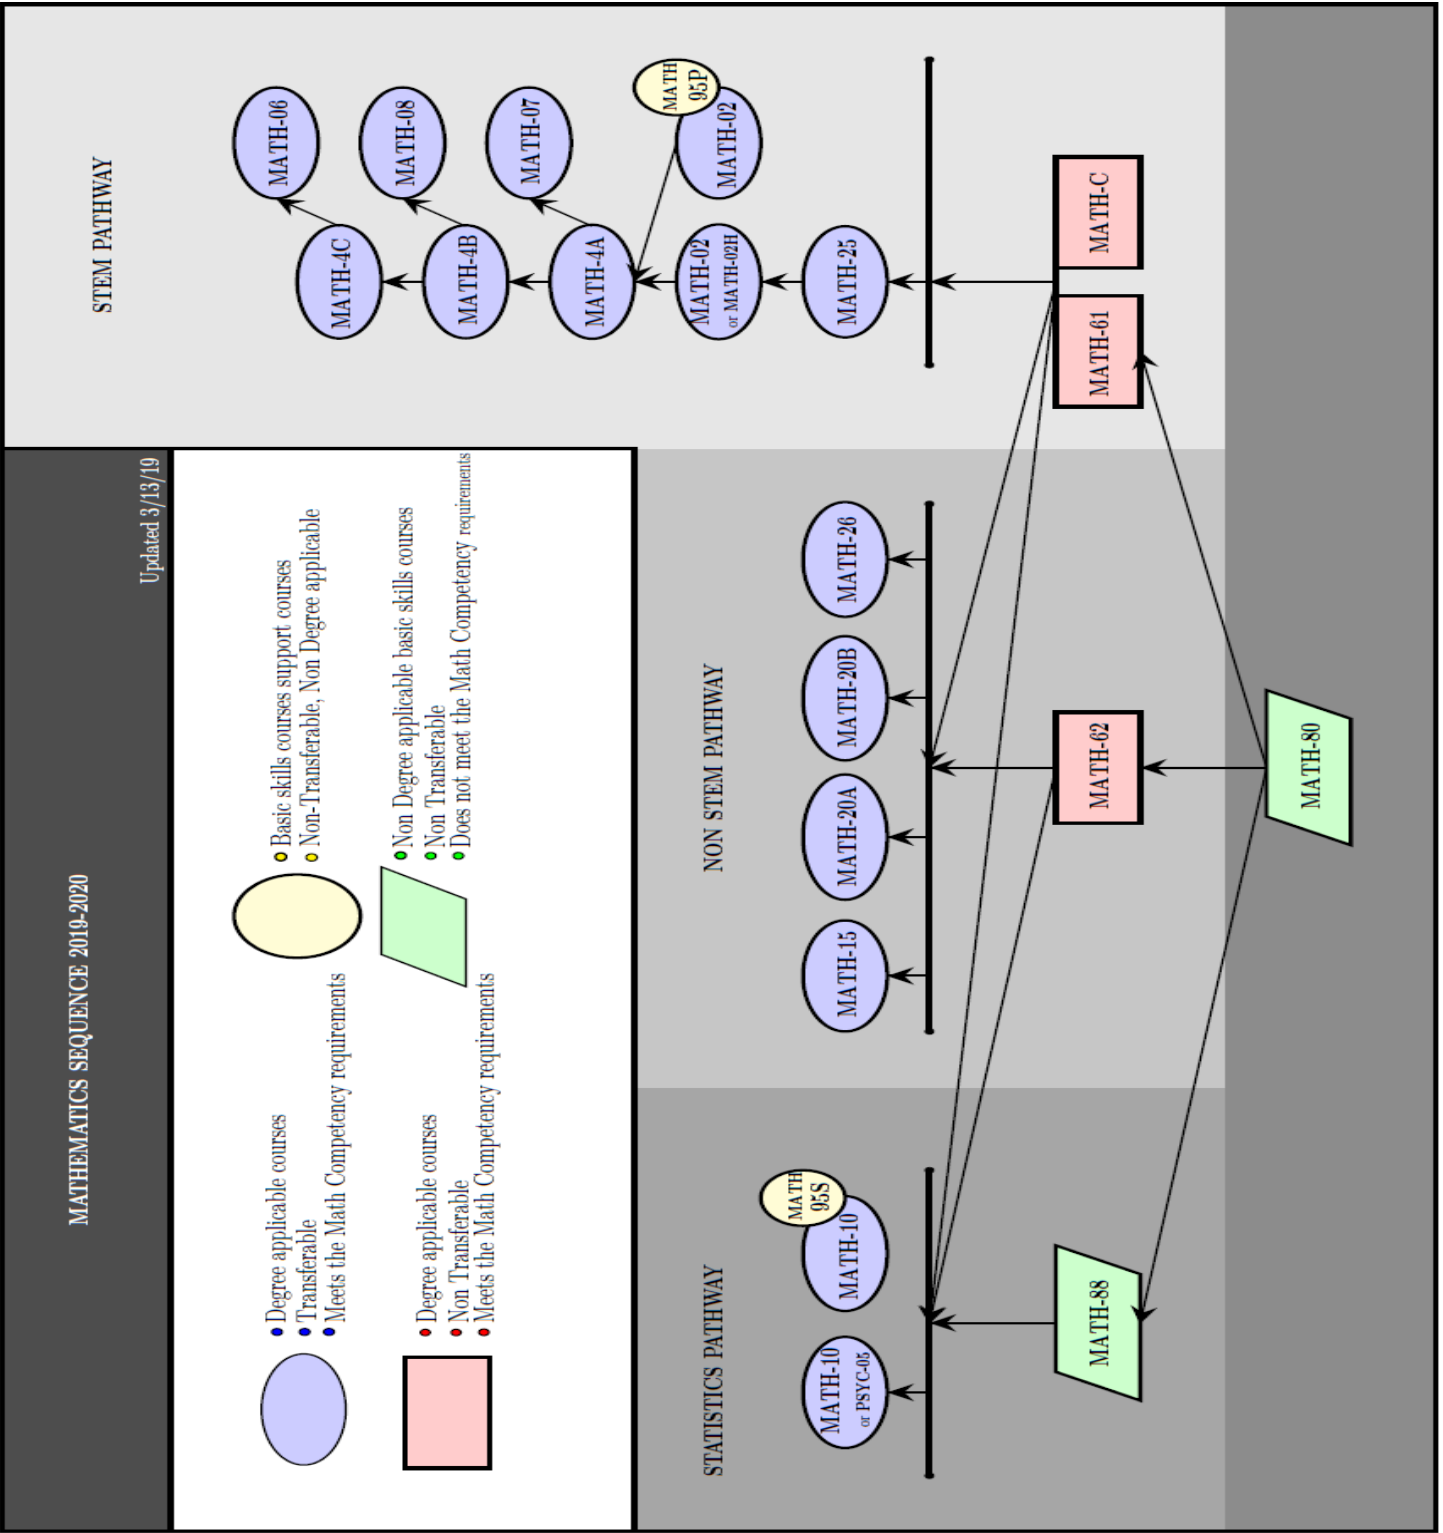 MATHEMATICS SEQUENCE 2019-2020
Updated 3/13/19
Degree applicable courses
Transferable
Meets the Math Competency requirements
Basic skills courses support courses
Non-Transferable, Non Degree applicable
Degree applicable courses
Non Transferable
Meets the Math Competency requirements
Non Degree applicable basic skills courses
Non Transferable
Does not meet the Math Competency requirements
STEM PATHWAY
MATH-06
MATH-4C
MATH-08
MATH-4B
MATH-07
MATH-4A
MATH
95P
MATH-02
MATH-02
or MATH-02H
MATH-25
STATISTICS PATHWAY
MATH-10
or PSYC-05
MATH-10
MATH
95S
NON STEM PATHWAY
MATH-15
MATH-20A
MATH-20B
MATH-26
MATH-88
MATH-62
MATH-61
MATH-C
MATH-80